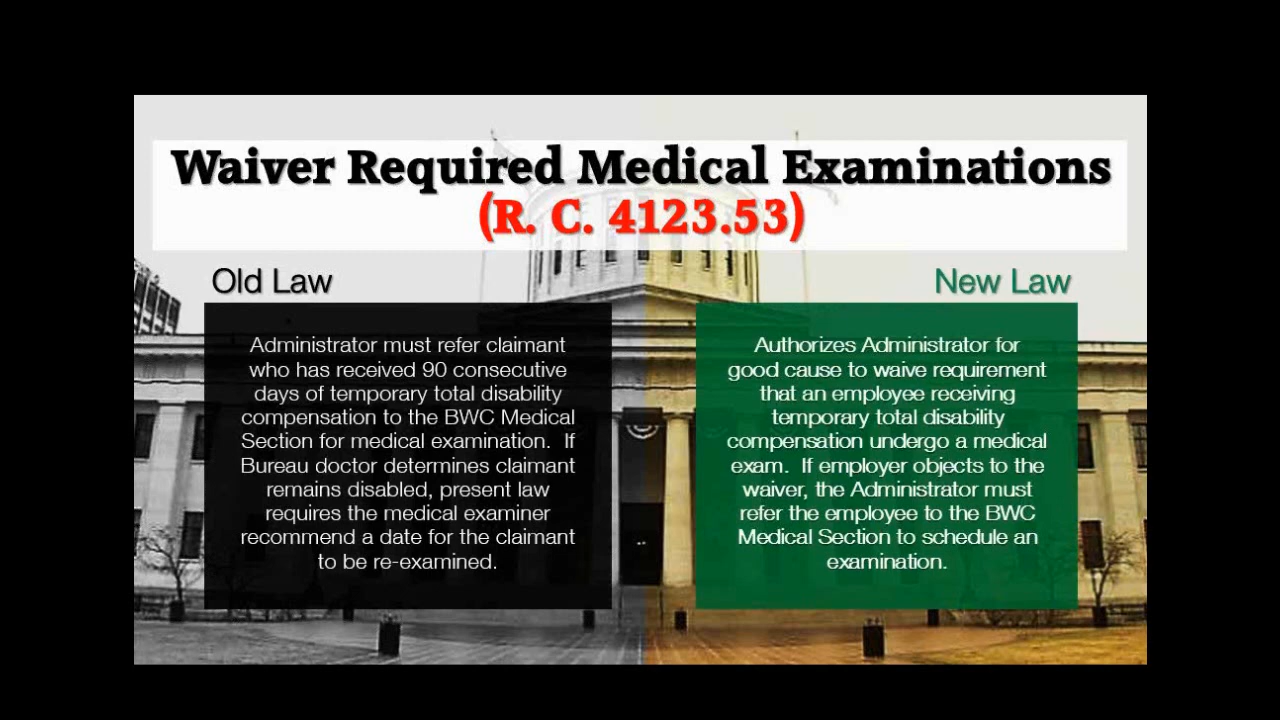 Waiver Required Medical Examinations
(R. C. 4123.53)
Old Law
Administrator must refer claimant
who has received 90 consecutive
days of temporary total disability
compensation to the BWC Medical
Section for medical examination.  If
Bureau doctor determines claimant
remains disabled, present law
requires the medical examiner
recommend a date for the claimant
to be re-examined.
New Law
Authorizes Administrator for
good cause to waive requirement
that an employee receiving
temporary total disability
compensation undergo a medical
exam.  If employer objects to the
waiver, the Administrator must
refer the employee to the BWC
Medical Section to schedule an
examination.